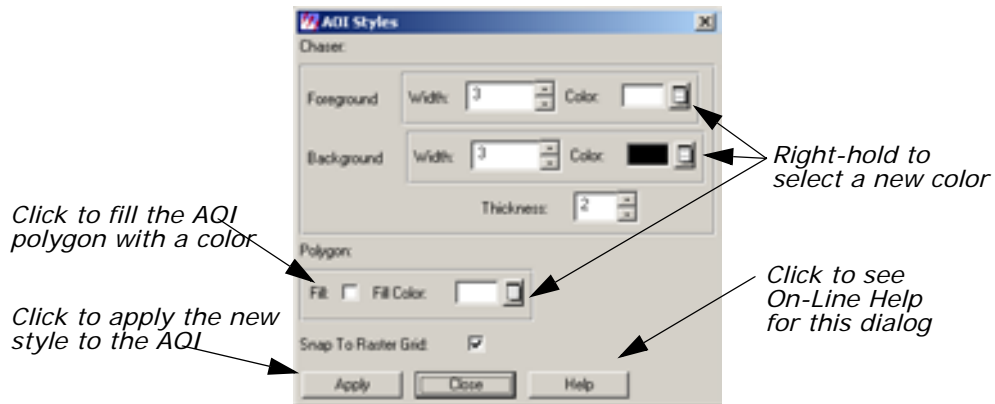 AOI Styles
Chaser:
Foreground Width: 3 Color:
Background Width: 3 Color:
Thickness: 2
Right-hold to
select a new color
Click to fill the AOI
polygon with a color
Polygon:
Fill: Fill Color:
Click to see
On-Line Help
for this dialog
Click to apply the new
style to the AOI
Snap To Raster Grid:
Apply Close Help